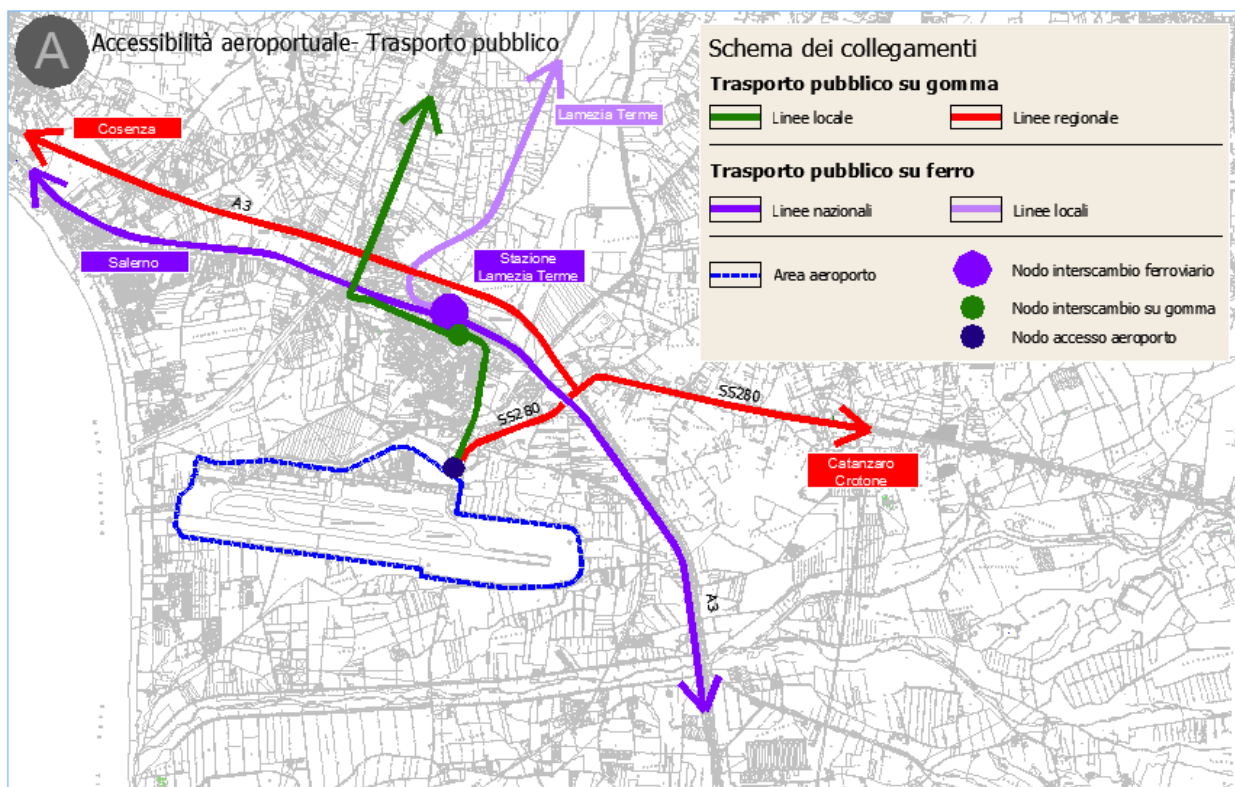 A
Accessibilità aeroportuale- Trasporto pubblico
Schema dei collegamenti
Trasporto pubblico su gomma
Linee locale
Linee regionale
Trasporto pubblico su ferro
Linee nazionali
Linee locali
Area aeroporto
Nodo interscambio ferroviario
Nodo interscambio su gomma
Nodo accesso aeroporto
Lamezia Terme
Cosenza
A3
Salerno
Stazione
Lamezia Terme
SS280
SS280
Catanzaro
Crotone
A3